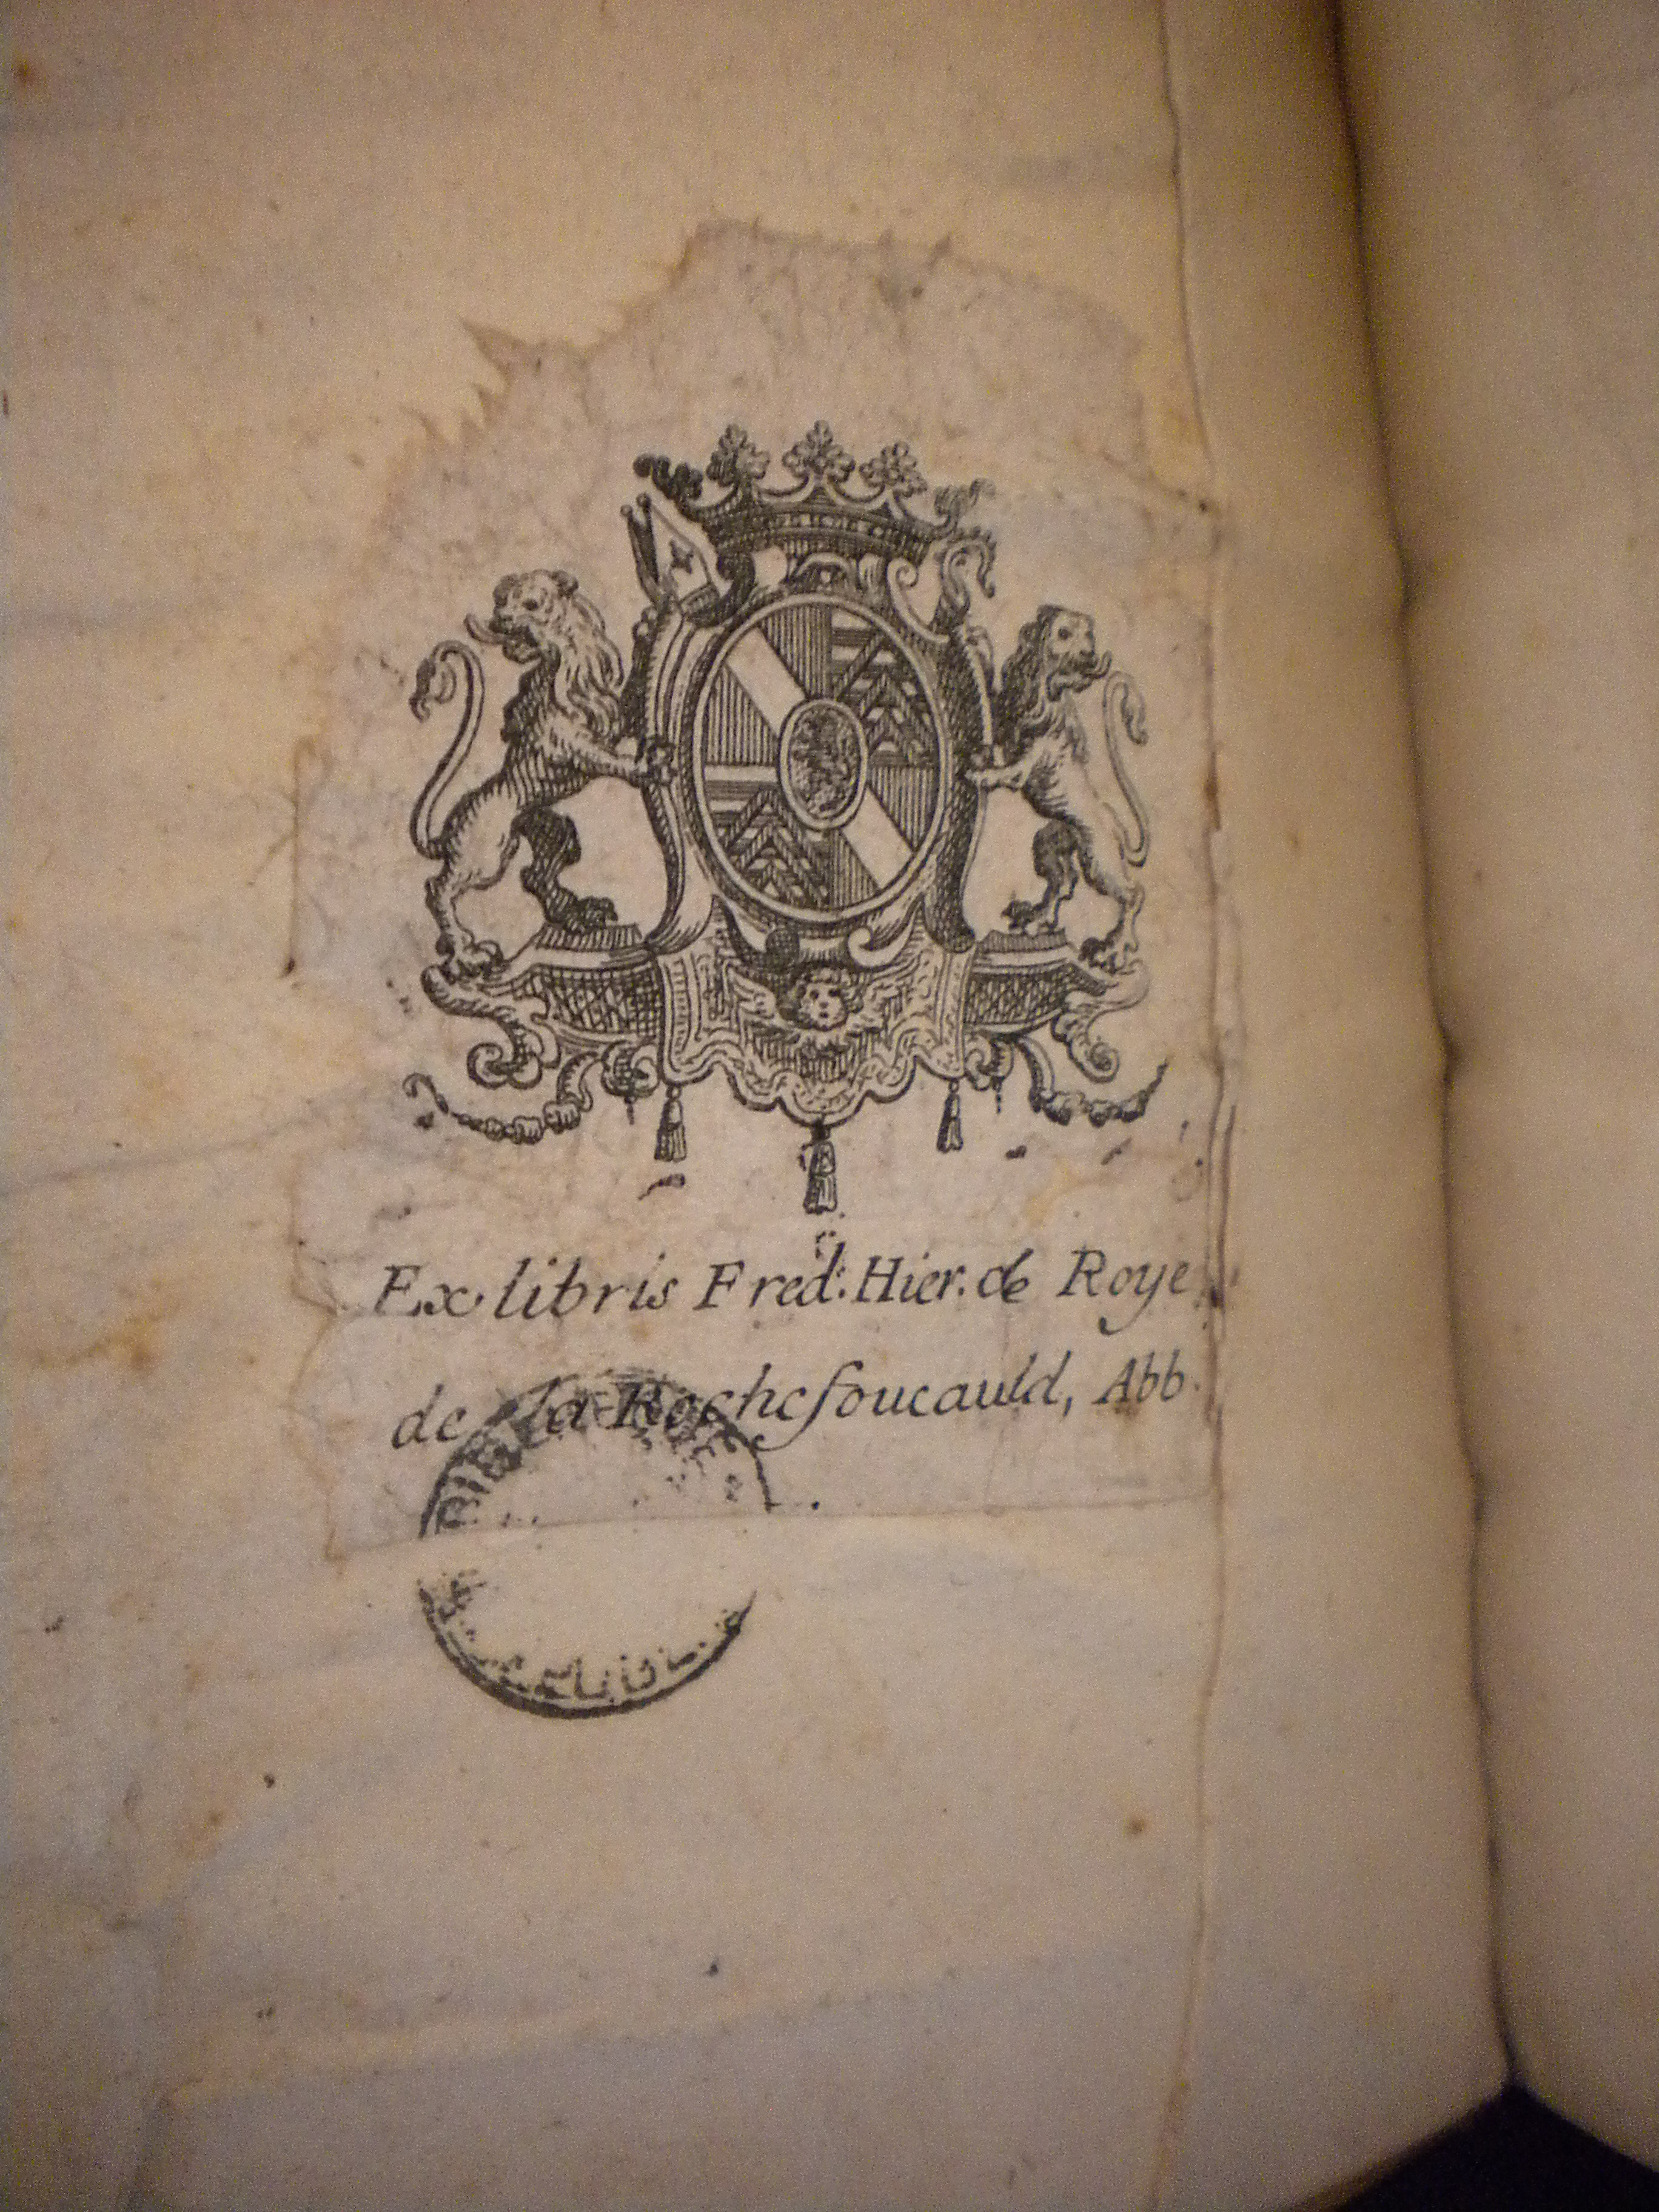 Ex libris Fred. Hier. de Roye
de la Rochefoucauld, Abb.